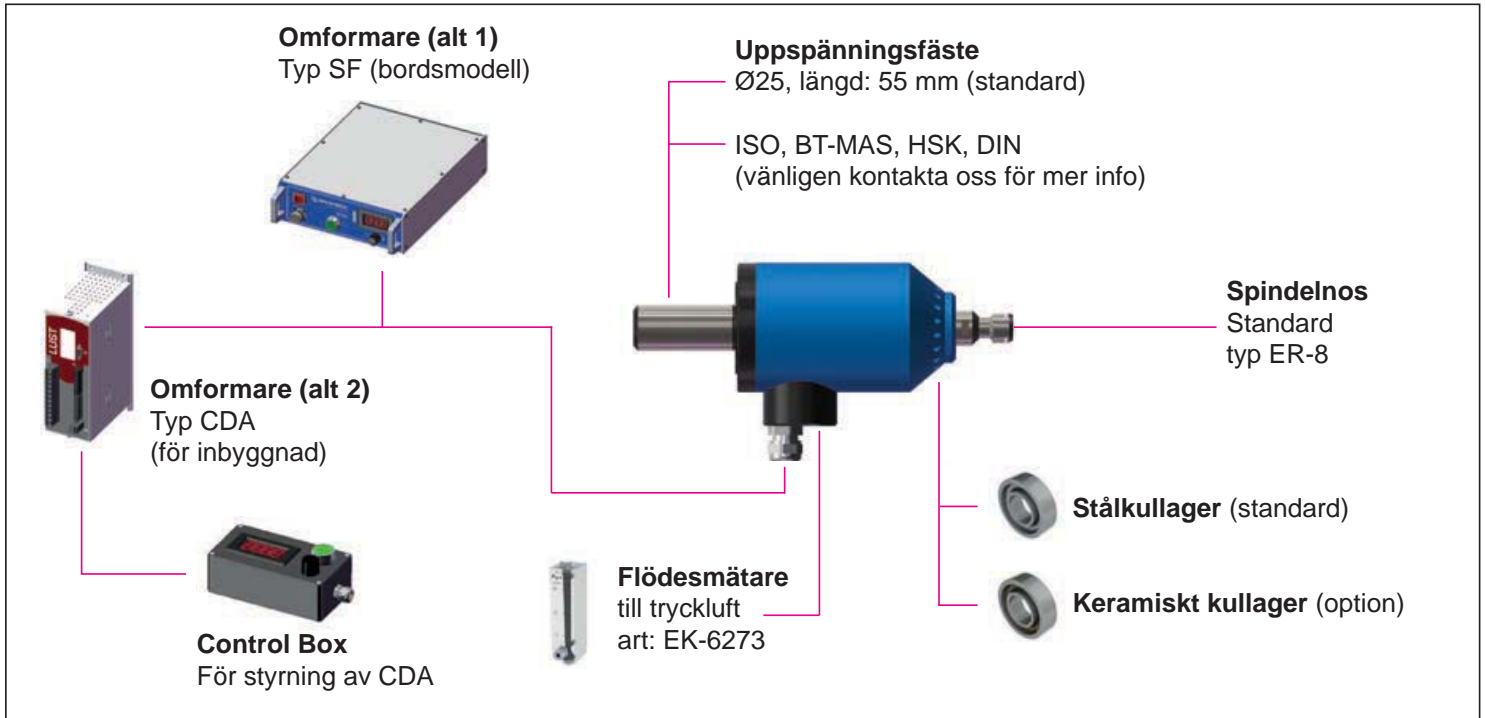 Omformare (alt 1)
Typ SF (bordsmodell)
Uppspänningsfäste
Ø25, längd: 55 mm (standard)
ISO, BT-MAS, HSK, DIN
(vänligen kontakta oss för mer info)
Spindelnos
Standard
typ ER-8
LUST
Omformare (alt 2)
Typ CDA
(för inbyggnad)
Stålkullager (standard)
Flödesmätare
till tryckluft
art: EK-6273
Keramiskt kullager (option)
Control Box
För styrning av CDA